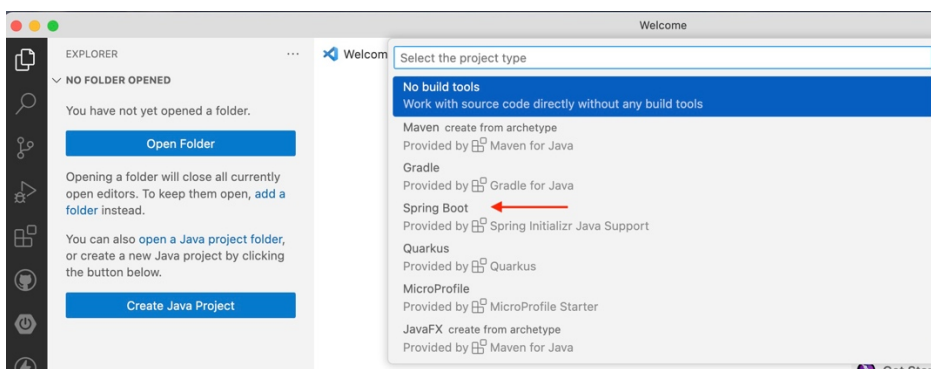 Welcome
EXPLORER
NO FOLDER OPENED
You have not yet opened a folder.
Open Folder
Opening a folder will close all currently
open editors. To keep them open, add a
folder instead.
You can also open a Java project folder,
or create a new Java project by clicking
the button below.
Create Java Project
Welcom
Select the project type
No build tools
Work with source code directly without any build tools
Maven create from archetype
Provided by Maven for Java
Gradle
Provided by Gradle for Java
Spring Boot
Provided by Spring Initializr Java Support
Quarkus
Provided by Quarkus
MicroProfile
Provided by MicroProfile Starter
JavaFX create from archetype
Provided by Maven for Java